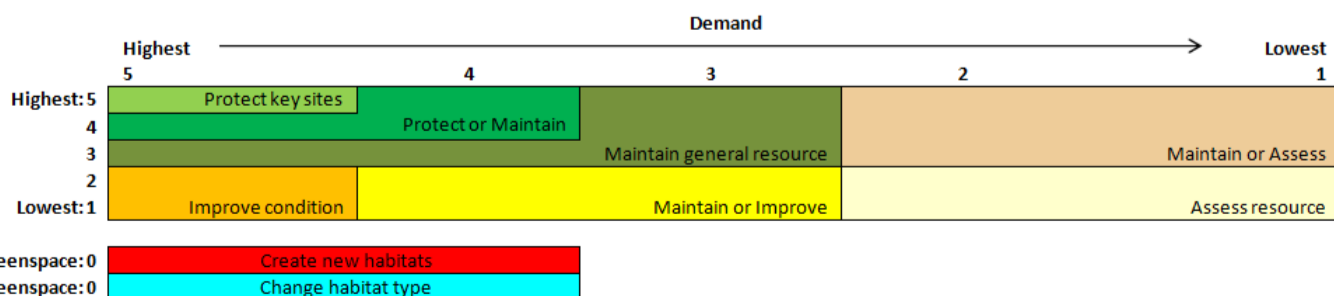 Demand
Highest Lowest
5 4 3 2 1
Highest: 5 Protect key sites
4 Protect or Maintain
3 Maintain general resource Maintain or Assess
2
Lowest: 1 Improve condition Maintain or Improve Assess resource
eenspace: 0 Create new habitats
eenspace: 0 Change habitat type